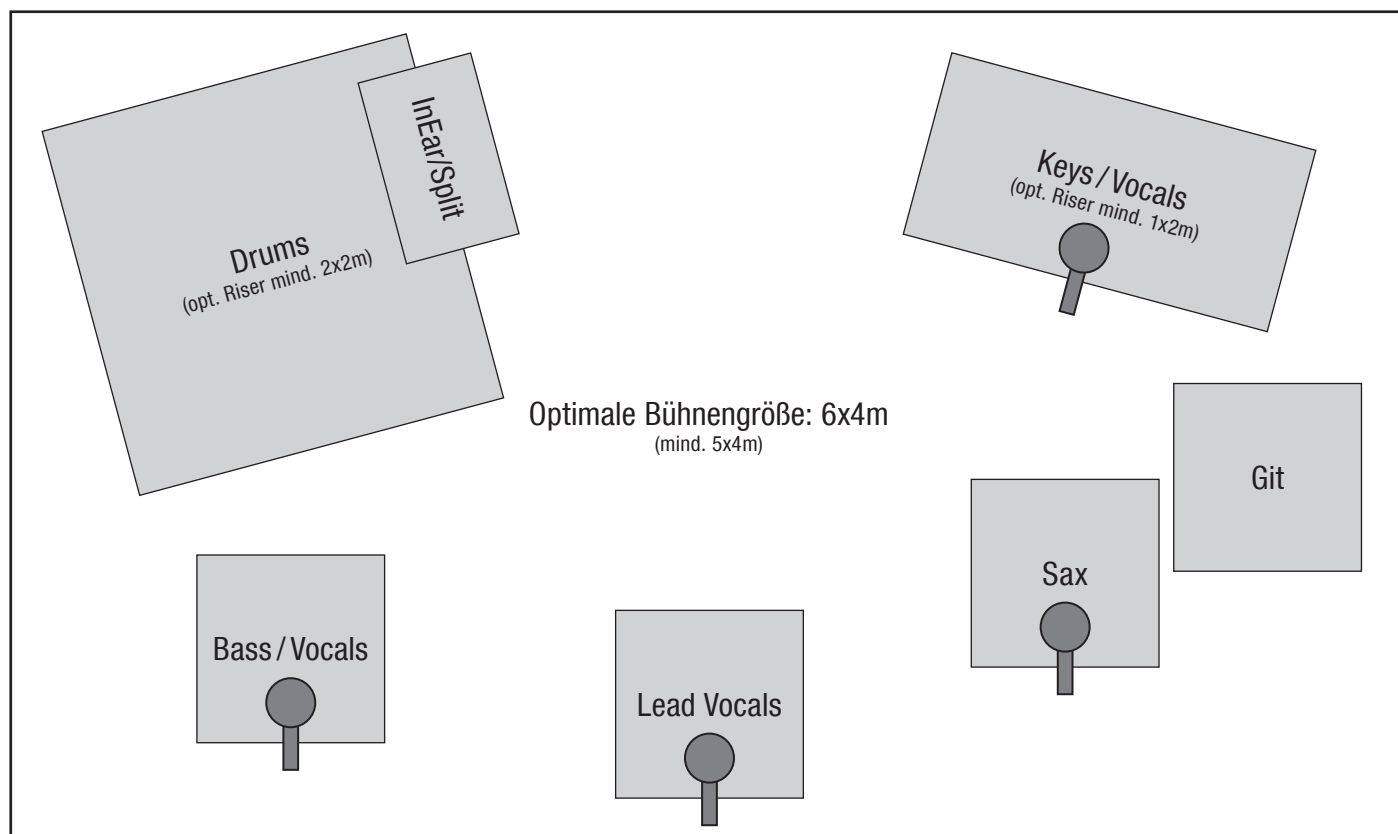 InEar/Split
Drums
(opt. Riser mind. 2x2m)
Keys / Vocals
(opt. Riser mind. 1x2m)
Optimale Bühnengröße: 6x4m
(mind. 5x4m)
Git
Sax
Bass / Vocals
Lead Vocals